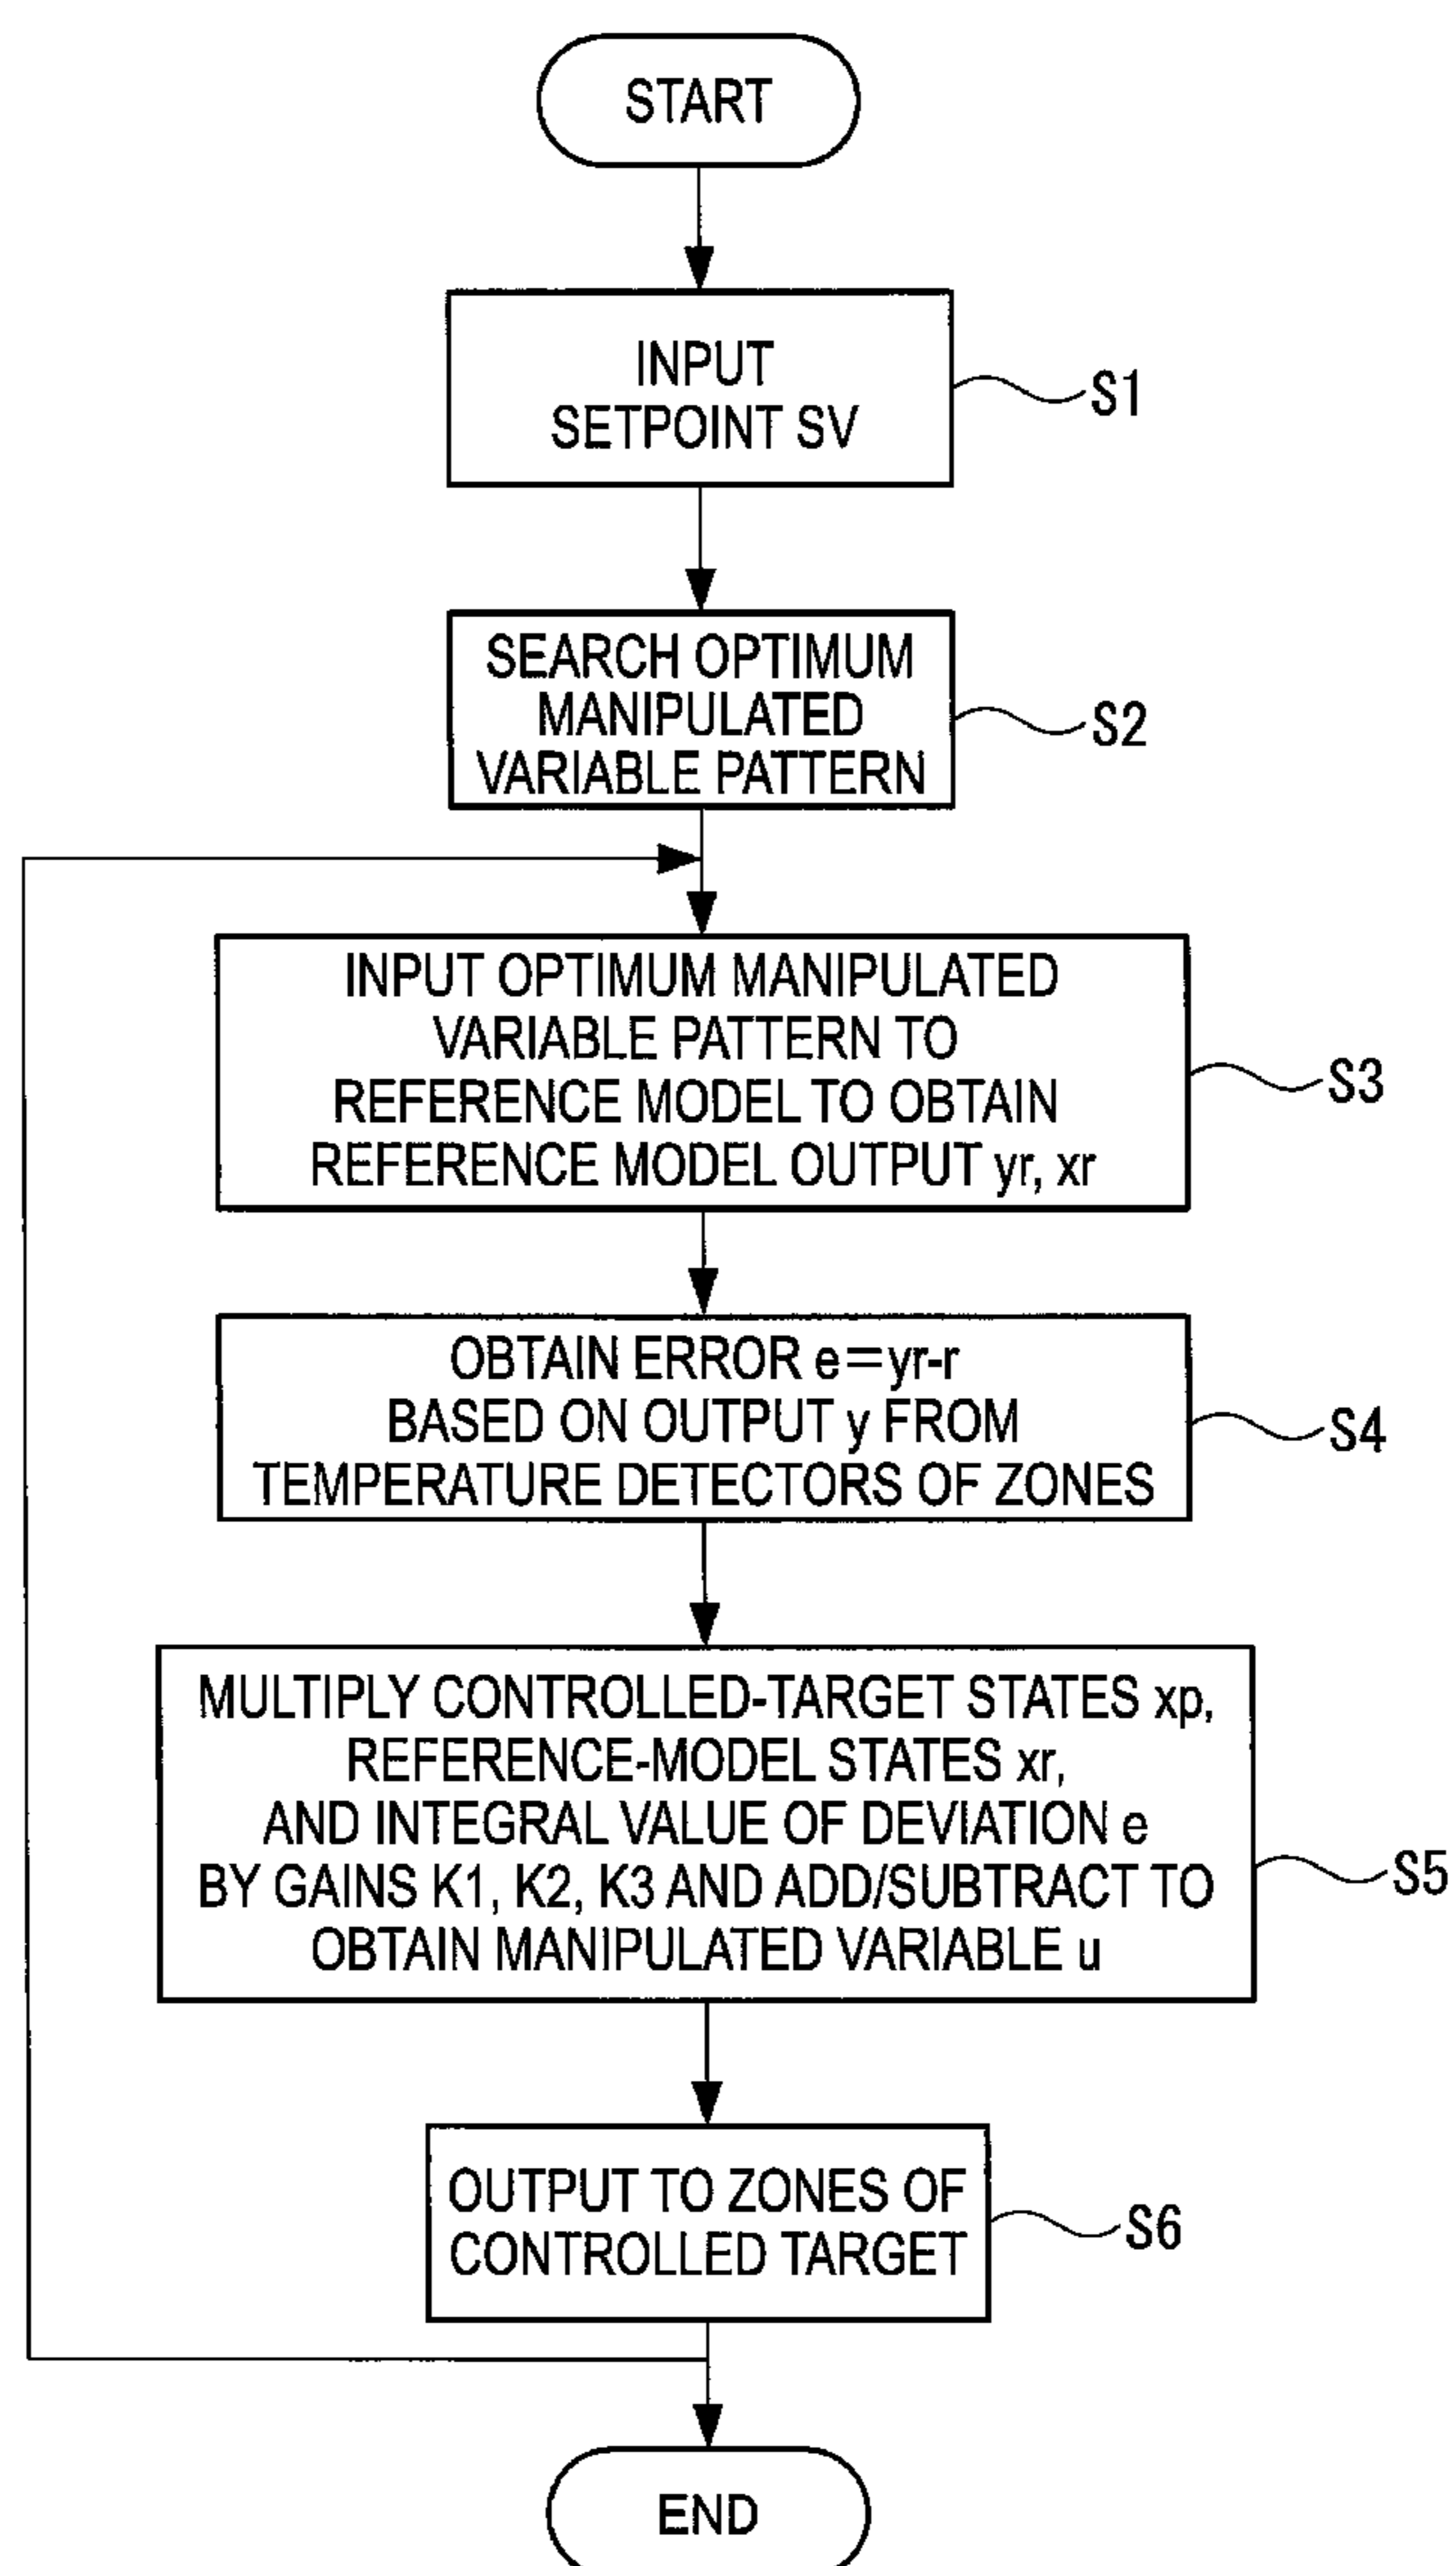 START
INPUT
SETPOINT SV
S1
SEARCH OPTIMUM
MANIPULATED
VARIABLE PATTERN
S2
INPUT OPTIMUM MANIPULATED
VARIABLE PATTERN TO
REFERENCE MODEL TO OBTAIN
REFERENCE MODEL OUTPUT yr, xr
S3
OBTAIN ERROR e=yr-r
BASED ON OUTPUT y FROM
TEMPERATURE DETECTORS OF ZONES
S4
MULTIPLY CONTROLLED-TARGET STATES xp,
REFERENCE-MODEL STATES xr,
AND INTEGRAL VALUE OF DEVIATION e
BY GAINS K1, K2, K3 AND ADD/SUBTRACT TO
OBTAIN MANIPULATED VARIABLE u
S5
OUTPUT TO ZONES OF
CONTROLLED TARGET
S6
END